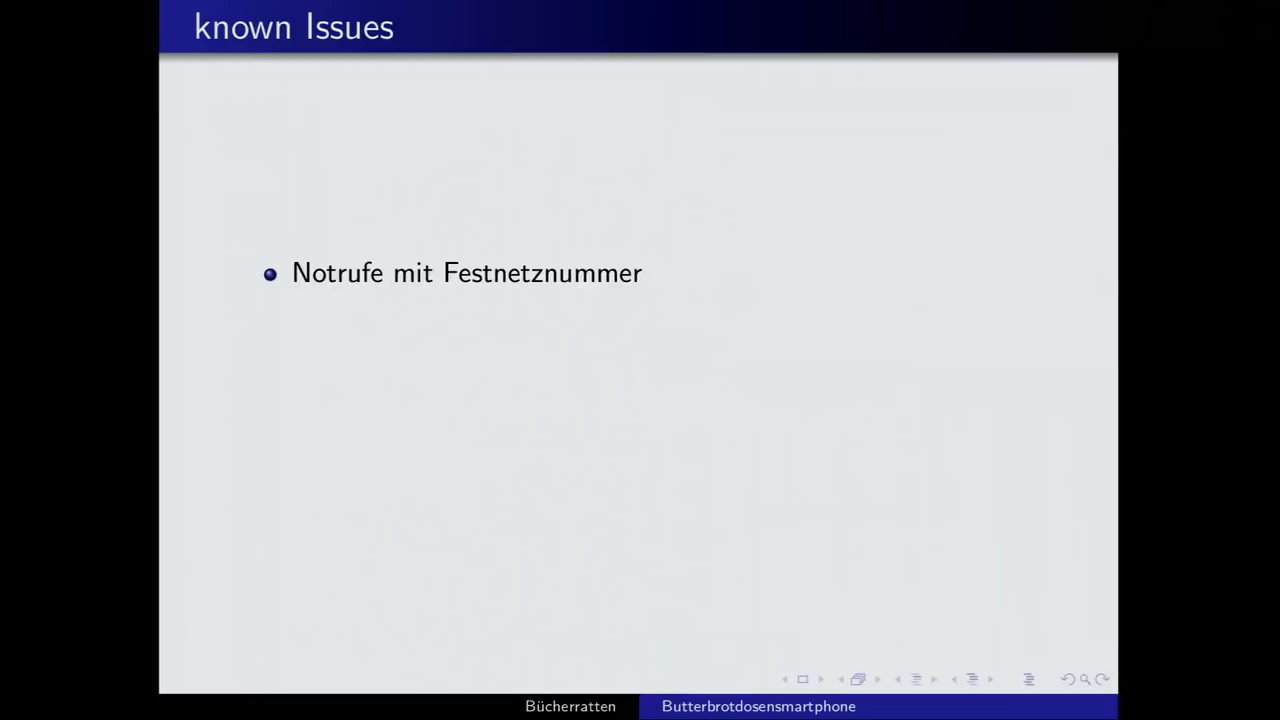 known Issues
Notrufe mit Festnetznummer
Bücherratten
Butterbrotdosensmartphone